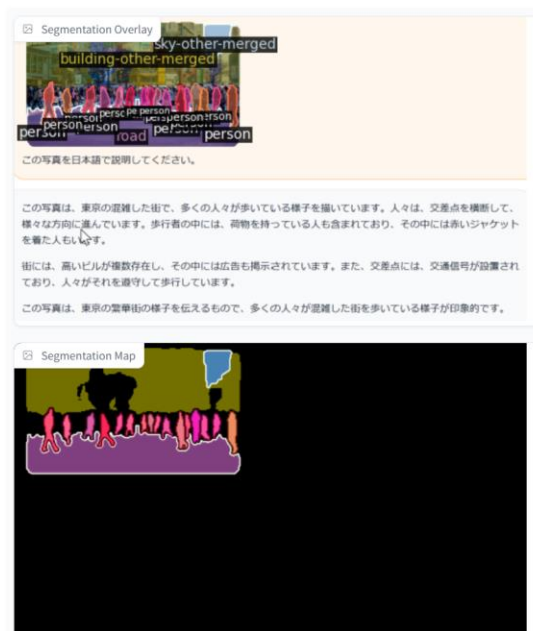 Segmentation Overlay
sky-other-merged
building-other-merged
person
person
person
person
person
person
road
person
この写真を日本語で説明してください。
この写真は、東京の混雑した街で、多くの人々が歩いている様子を描いています。人々は、交差点を横断して、
様々な方向に進んでいます。歩行者の中には、荷物を持っている人も含まれており、その中には赤いジャケット
を着た人もいます。
街には、高いビルが複数存在し、その中には広告も掲示されています。また、交差点には、交通信号が設置され
ており、人々がそれを遵守して歩行しています。
この写真は、東京の繁華街の様子を伝えるもので、多くの人々が混雑した街を歩いている様子が印象的です。
Segmentation Map